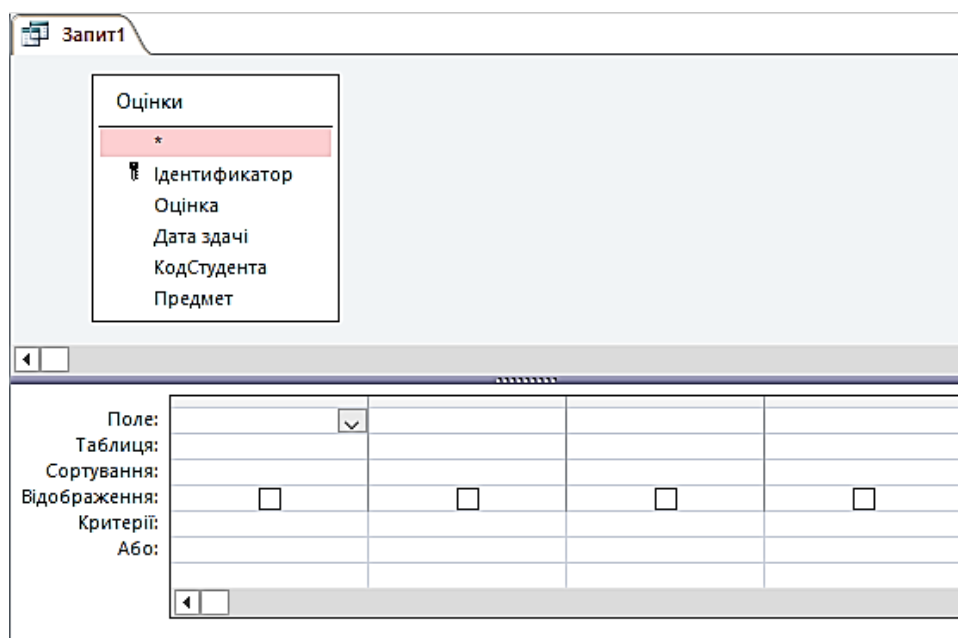 Запит1
Оцінки
*
Ідентификатор
Оцінка
Дата здачі
КодСтудента
Предмет
Поле:
Таблиця:
Сортування:
Відображення:
Критерії:
Або: